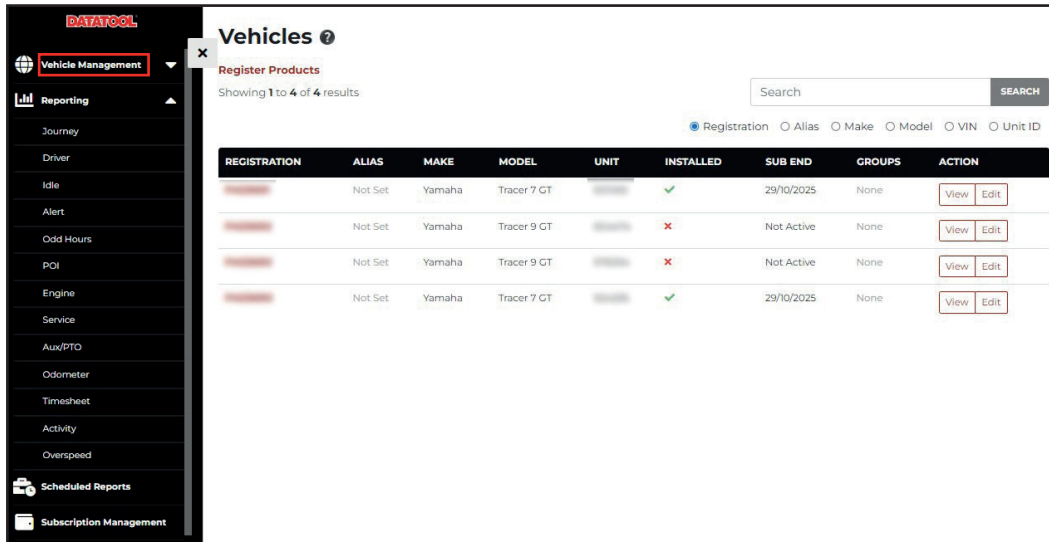 DATATOOL
Vehicle Management
Reporting
Journey
Driver
Idle
Alert
Odd Hours
POI
Engine
Service
Aux/PTO
Odometer
Timesheet
Activity
Overspeed
Scheduled Reports
Subscription Management
Vehicles
Register Products
Showing 1 to 4 of 4 results
Search SEARCH
Registration Alias Make Model VIN Unit ID
REGISTRATION ALIAS MAKE MODEL UNIT INSTALLED SUB END GROUPS ACTION
Not Set Yamaha Tracer 7 GT 29/10/2025 None View Edit
Not Set Yamaha Tracer 9 GT Not Active None View Edit
Not Set Yamaha Tracer 9 GT Not Active None View Edit
Not Set Yamaha Tracer 7 GT 29/10/2025 None View Edit